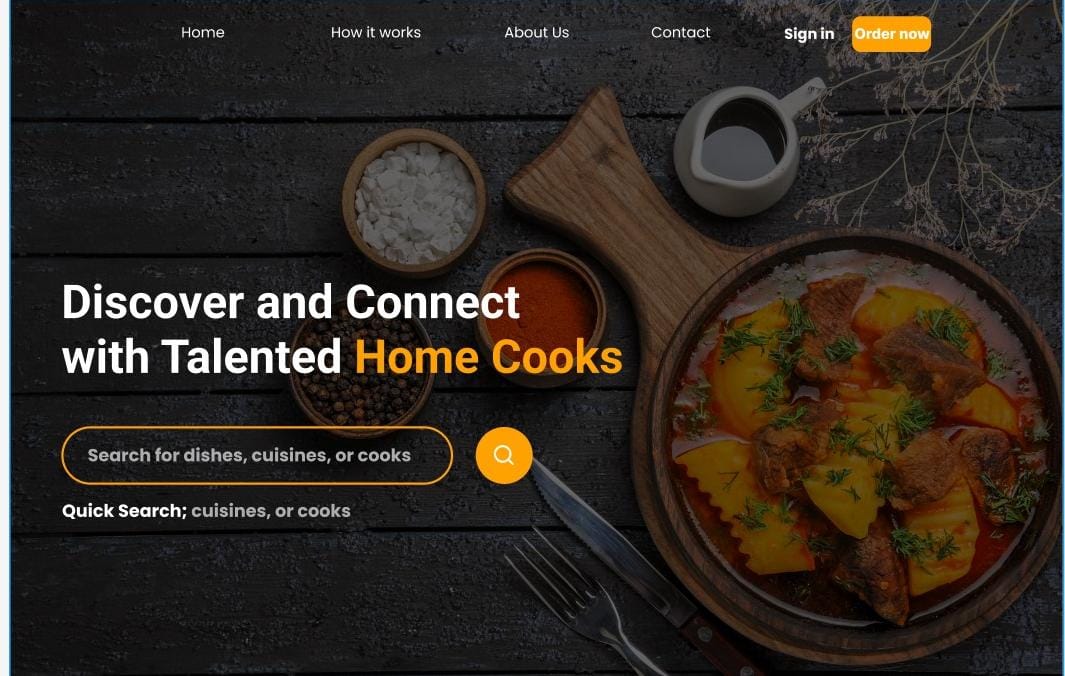 Home How it works About Us Contact Sign in Order now
Discover and Connect
with Talented Home Cooks
Search for dishes, cuisines, or cooks
Quick Search; cuisines, or cooks